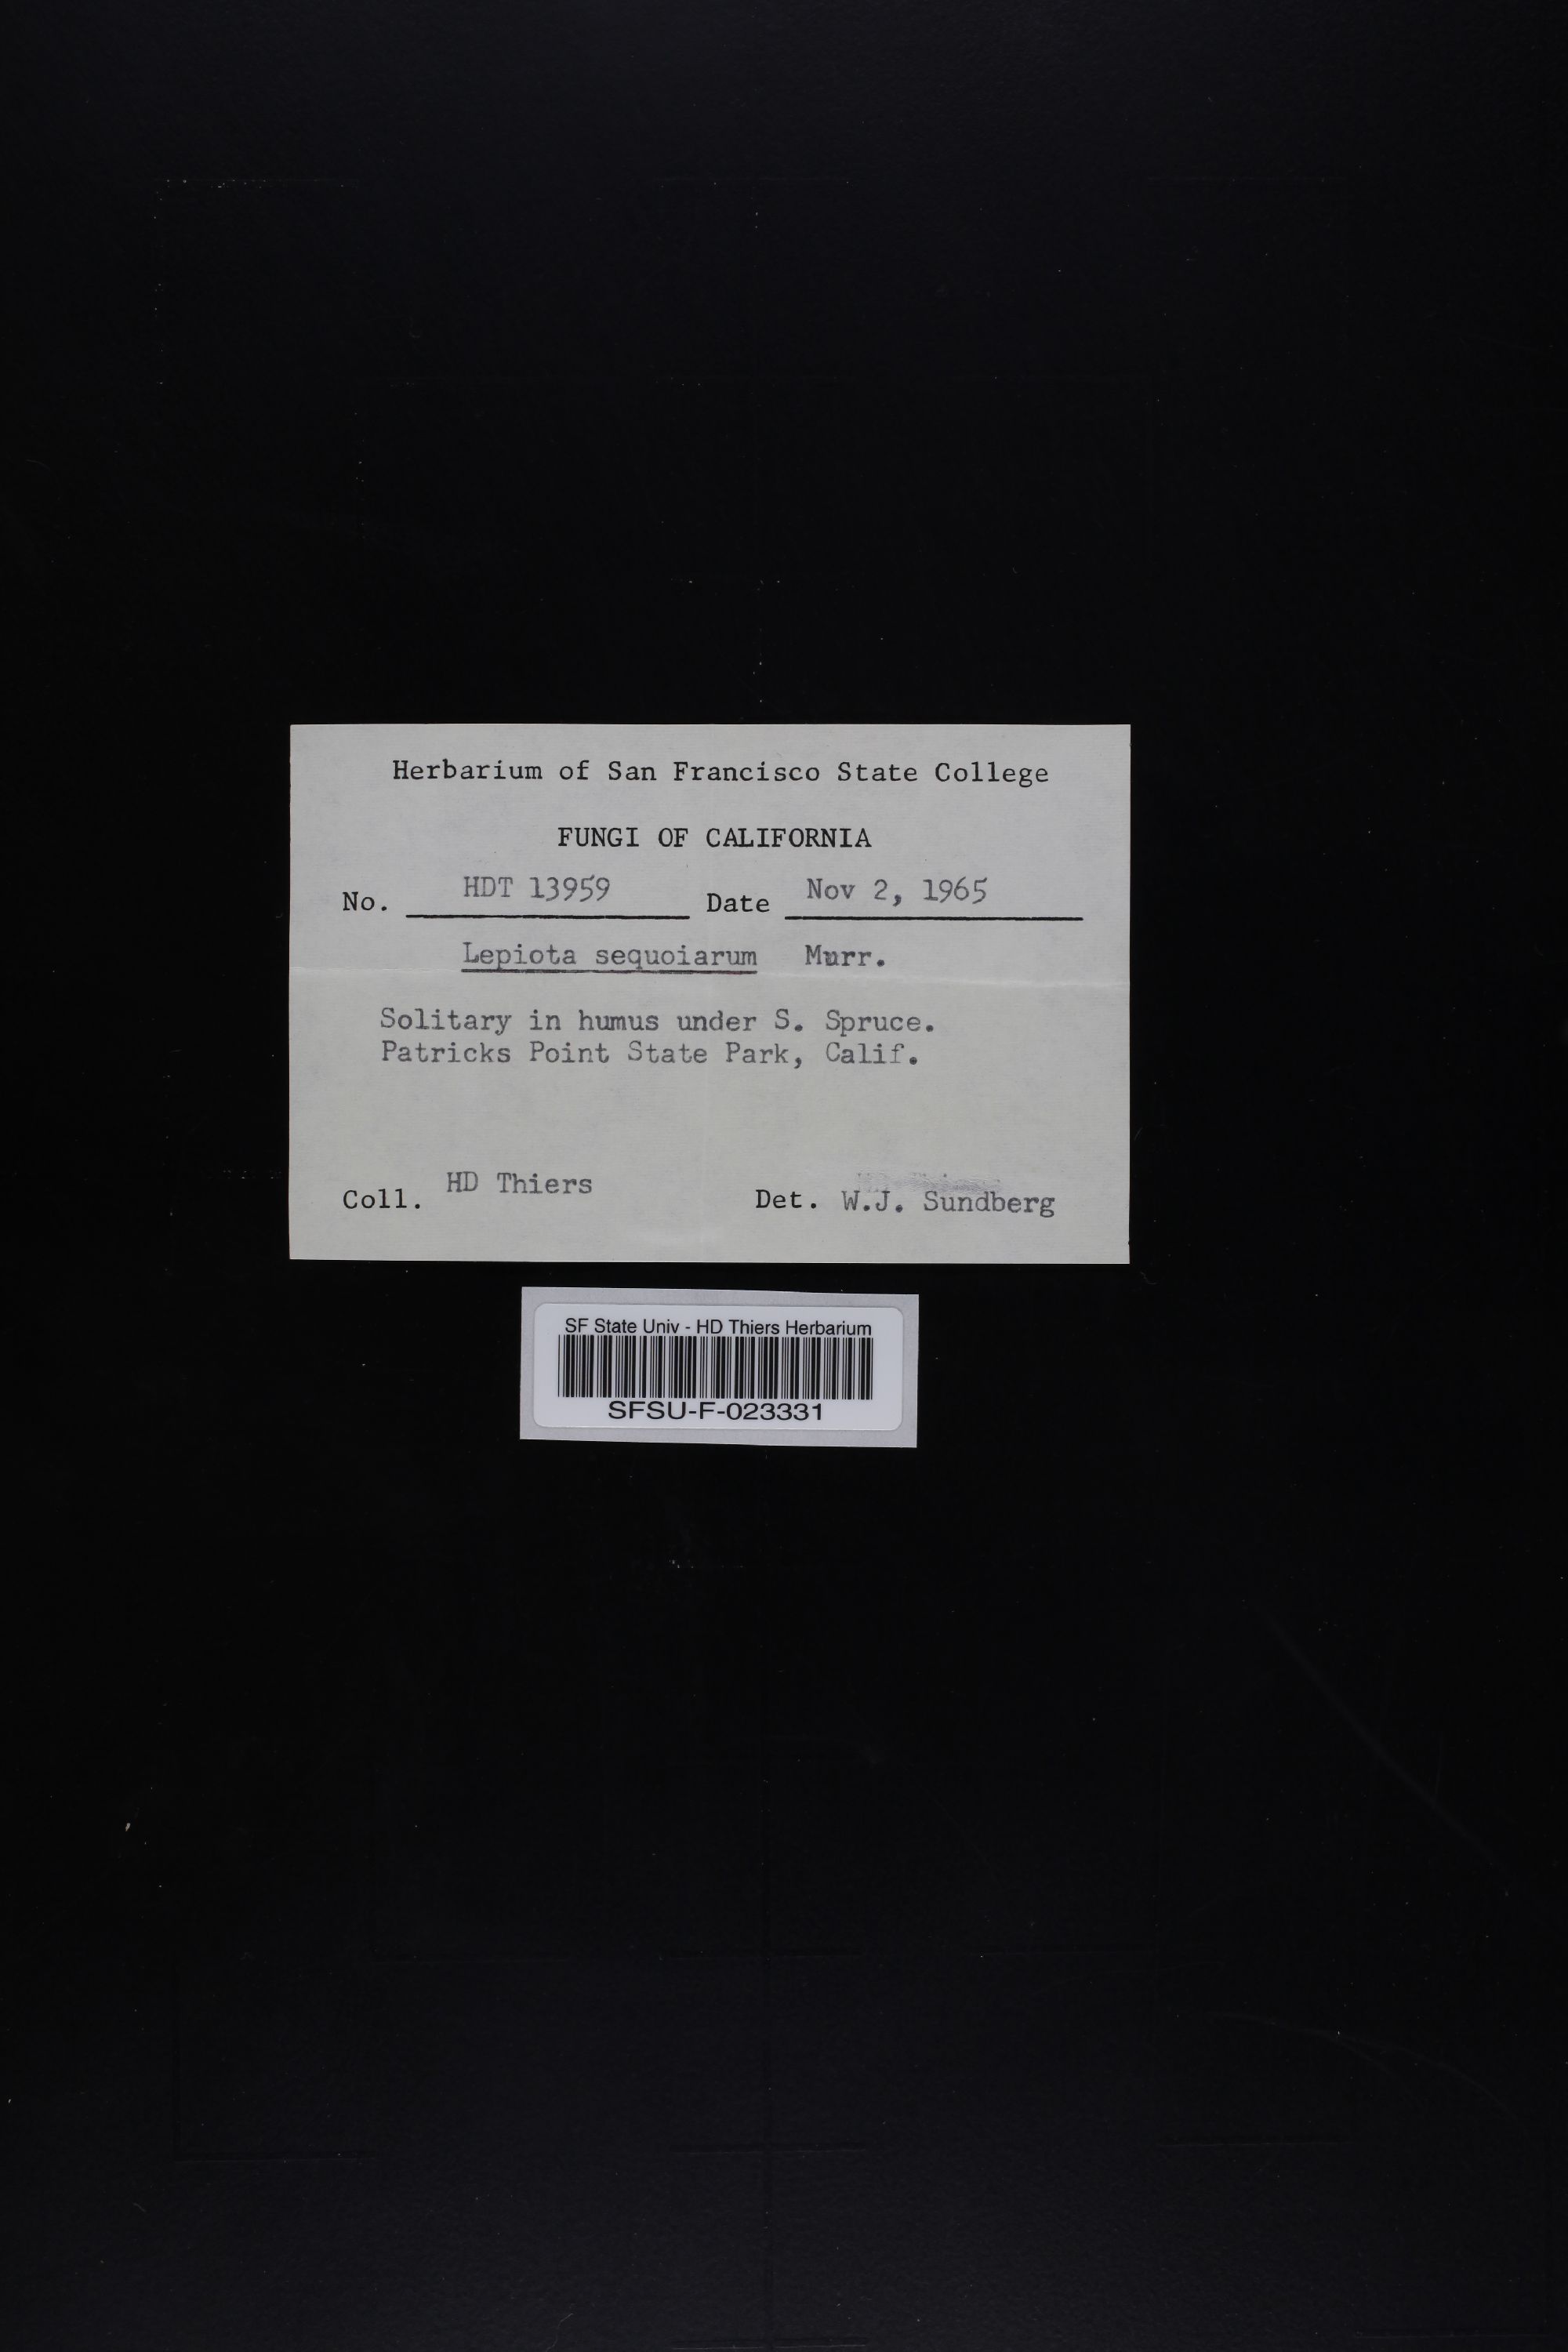 Herbarium of San Francisco State College
FUNGI OF CALIFORNIA
No. HDT 13959 Date Nov 2, 1965
Lepiota sequoiarum Murr.
Solitary in humus under S. Spruce.
Patricks Point State Park, Calif.
Coll. HD Thiers Det. W.J. Sundberg
SF State Univ - HD Thiers Herbarium
SFSU-F-023331